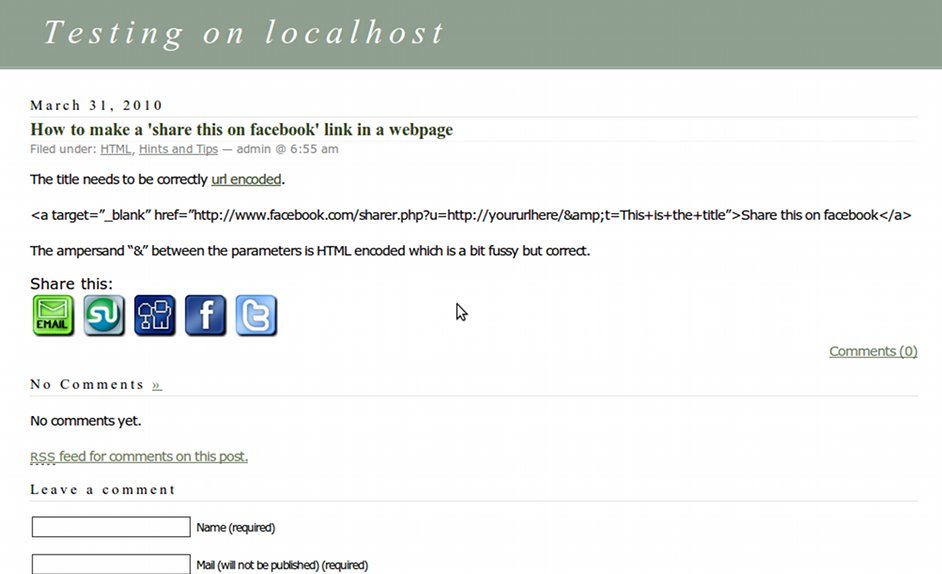 Testing on localhost
March 31, 2010
How to make a 'share this on facebook' link in a webpage
Filed under: HTML, Hints and Tips — admin @ 6:55 am
The title needs to be correctly url encoded.
<a target=”_blank” href=”http://www.facebook.com/sharer.php?u=http://yoururlhere/&amp;t=This+is+the+title”>Share this on facebook</a>
The ampersand “&” between the parameters is HTML encoded which is a bit fussy but correct.
Share this:
EMAIL
Comments (0)
No Comments »
No comments yet.
RSS feed for comments on this post.
Leave a comment
Name (required)
Mail (will not be published) (required)